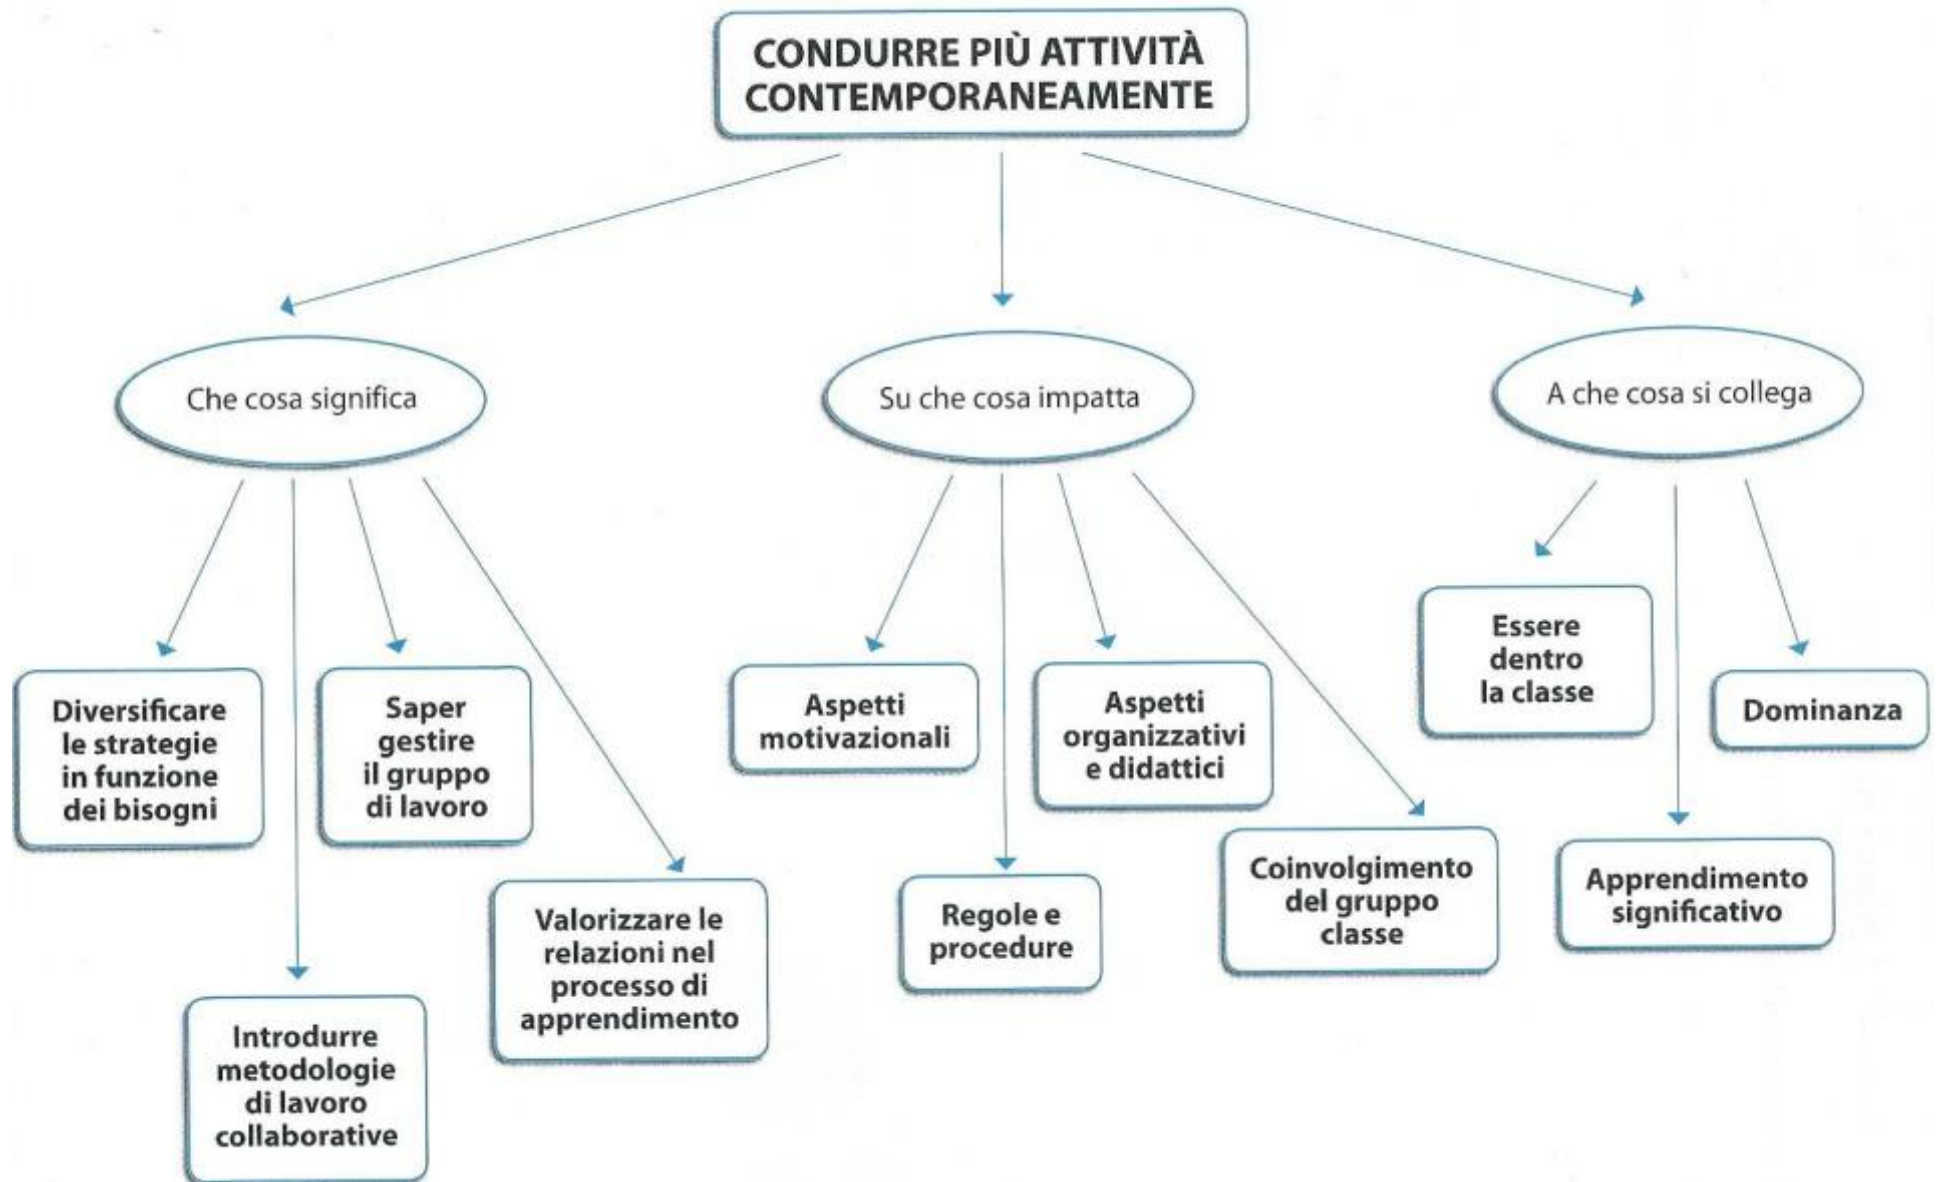 CONDURRE PIÙ ATTIVITÀ
CONTEMPORANEAMENTE
Che cosa significa
Su che cosa impatta
A che cosa si collega
Diversificare
le strategie
in funzione
dei bisogni
Introdurre
metodologie
di lavoro
collaborative
Saper
gestire
il gruppo
di lavoro
Valorizzare le
relazioni nel
processo di
apprendimento
Aspetti
motivazionali
Regole e
procedure
Aspetti
organizzativi
e didattici
Coinvolgimento
del gruppo
classe
Essere
dentro
la classe
Apprendimento
significativo
Dominanza